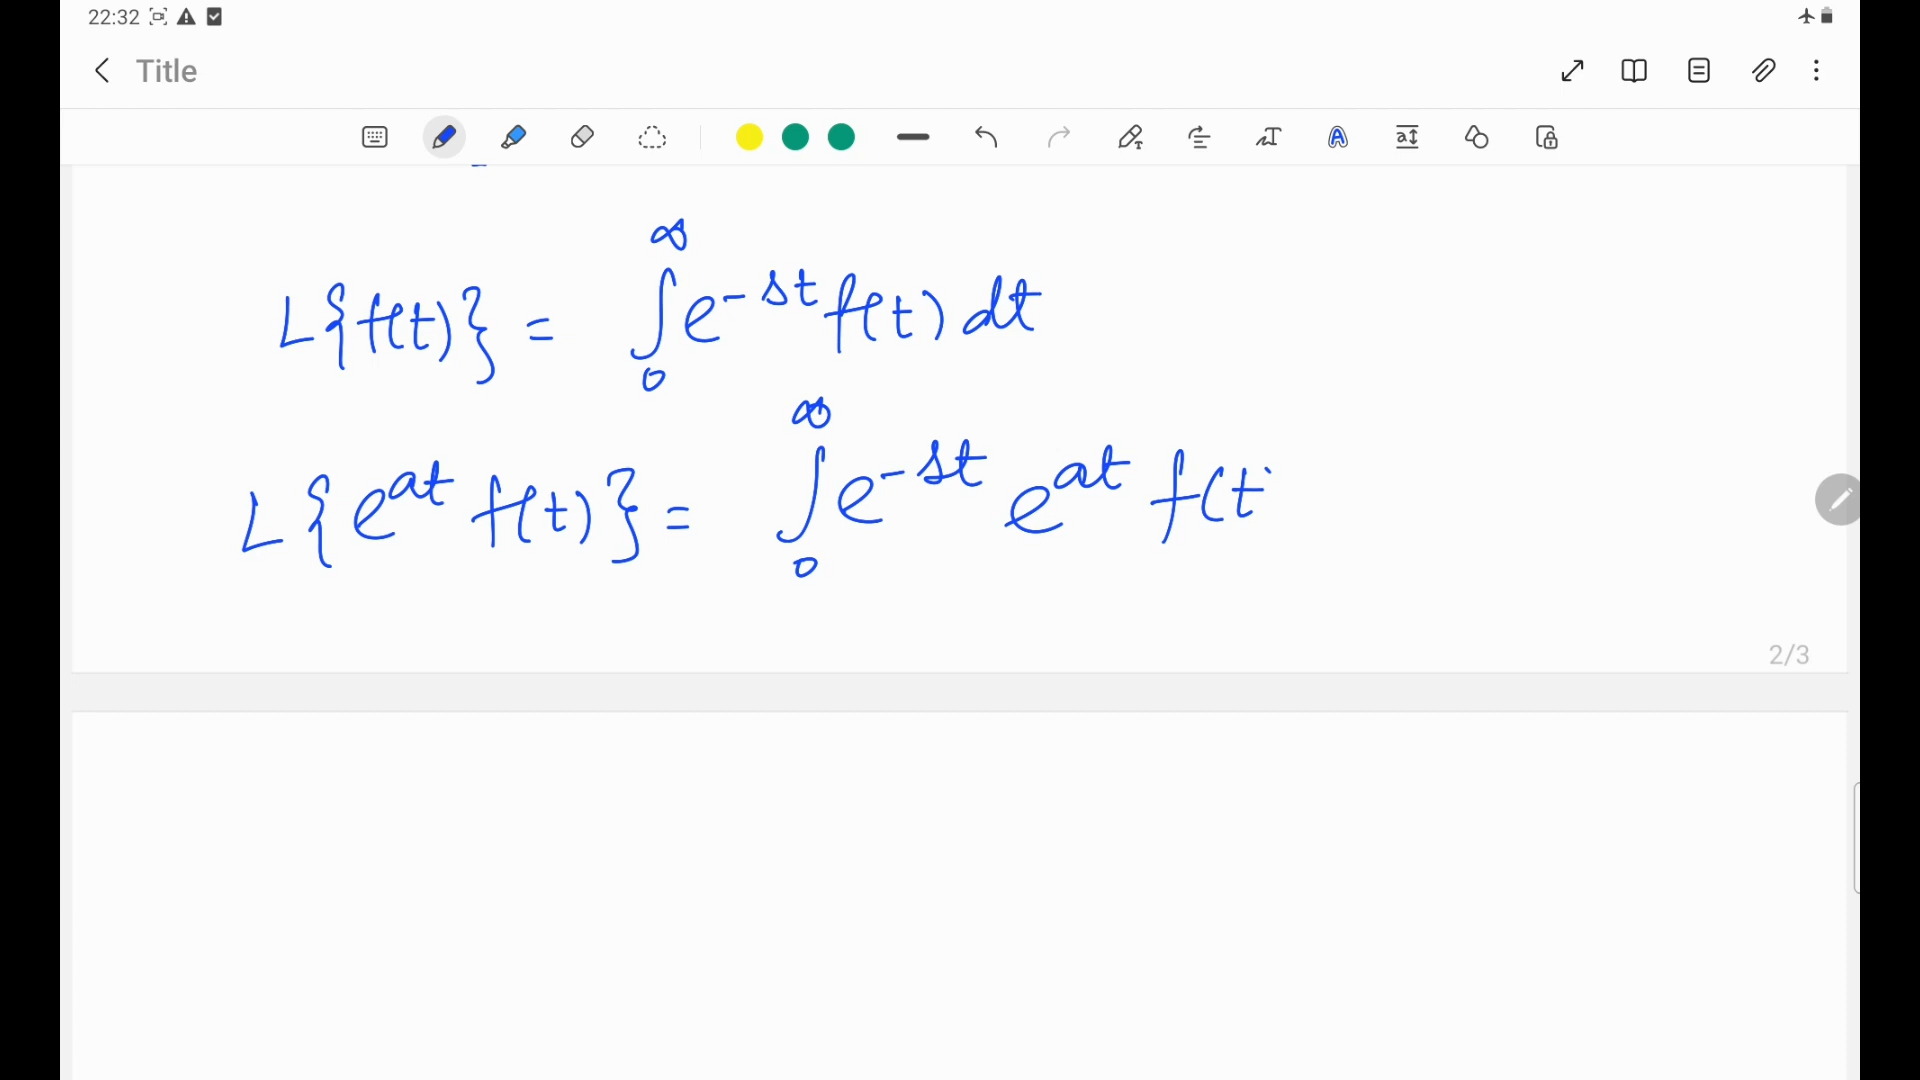 22:32
Title
L{f(t)} = ∫₀^∞ e^{-st} f(t) dt
L{e^{at} f(t)} = ∫₀^∞ e^{-st} e^{at} f(t
2/3